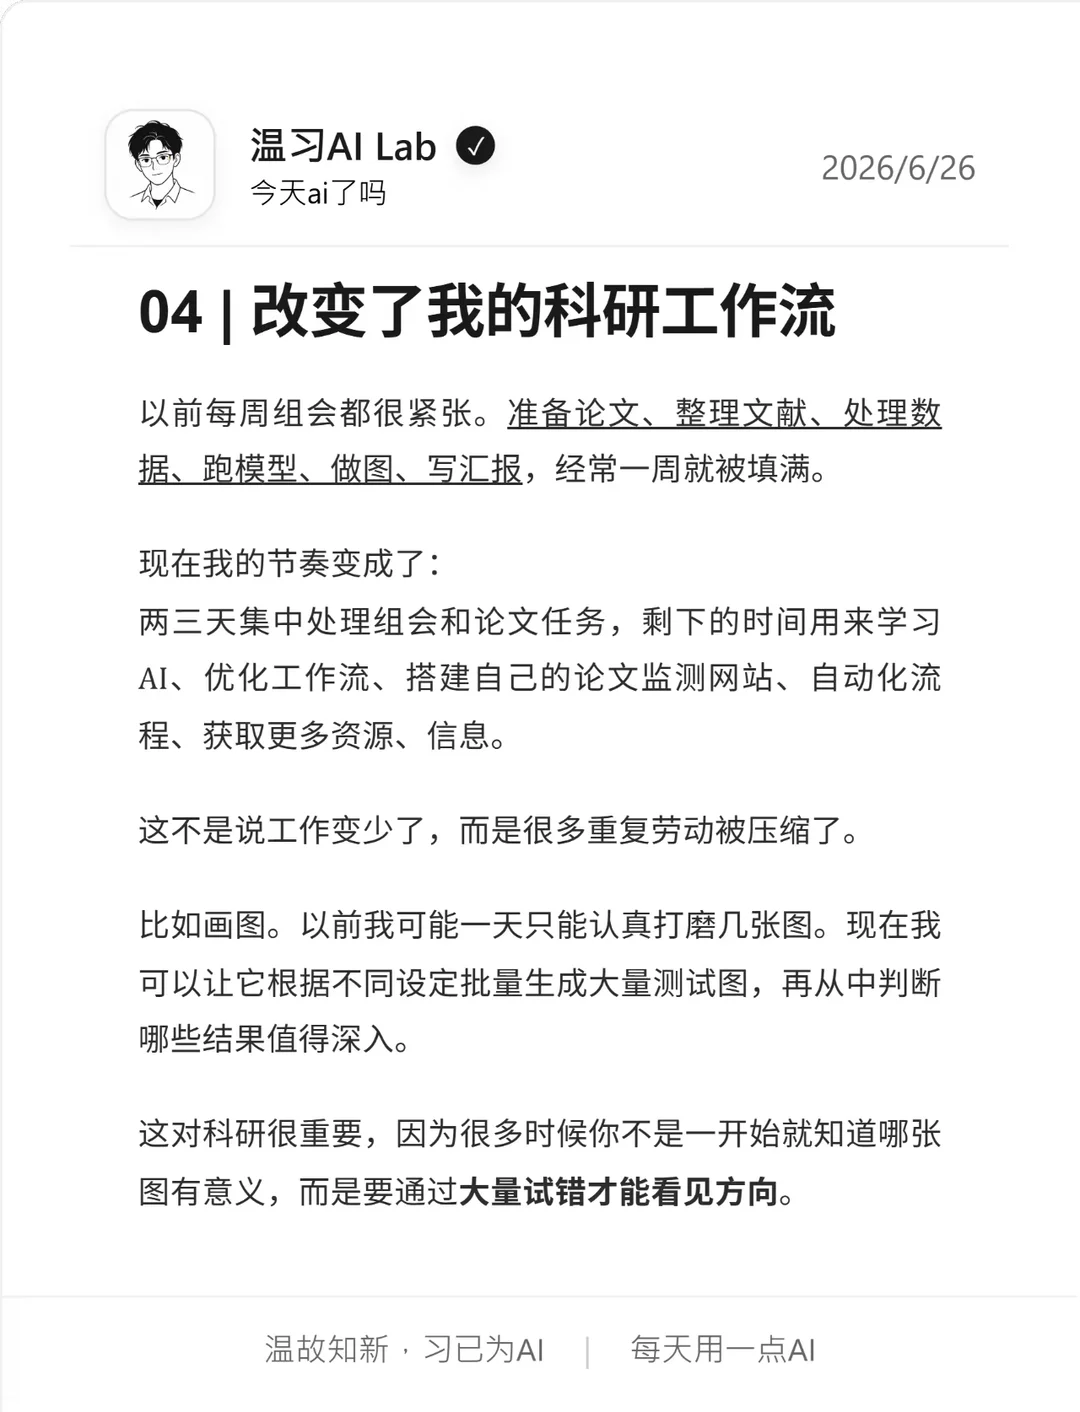 温习AI Lab
今天ai了吗
2026/6/26
04 | 改变了我的科研工作流
以前每周组会都很紧张。准备论文、整理文献、处理数
据、跑模型、做图、写汇报，经常一周就被填满。
现在我的节奏变成了：
两三天集中处理组会和论文任务，剩下的时间用来学习
AI、优化工作流、搭建自己的论文监测网站、自动化流
程、获取更多资源、信息。
这不是说工作变少了，而是很多重复劳动被压缩了。
比如画图。以前我可能一天只能认真打磨几张图。现在我
可以让它根据不同设定批量生成大量测试图，再从中判断
哪些结果值得深入。
这对科研很重要，因为很多时候你不是一开始就知道哪张
图有意义，而是要通过大量试错才能看见方向。
温故知新，习已为AI | 每天用一点AI